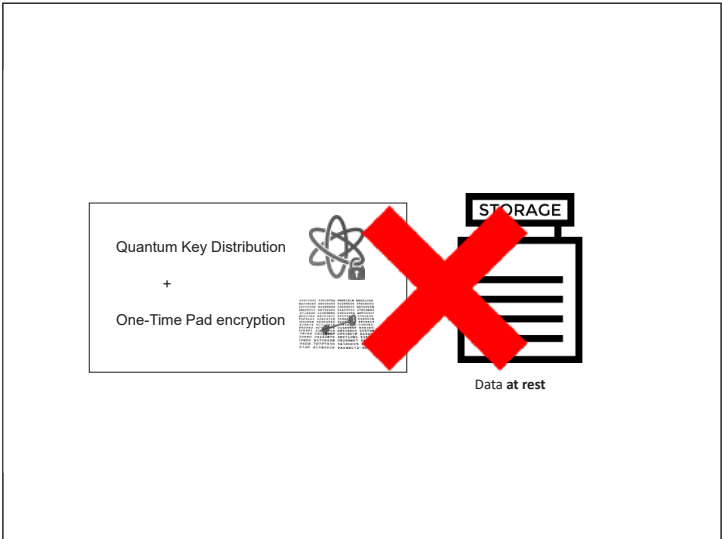 Quantum Key Distribution
+
One-Time Pad encryption
STORAGE
Data at rest